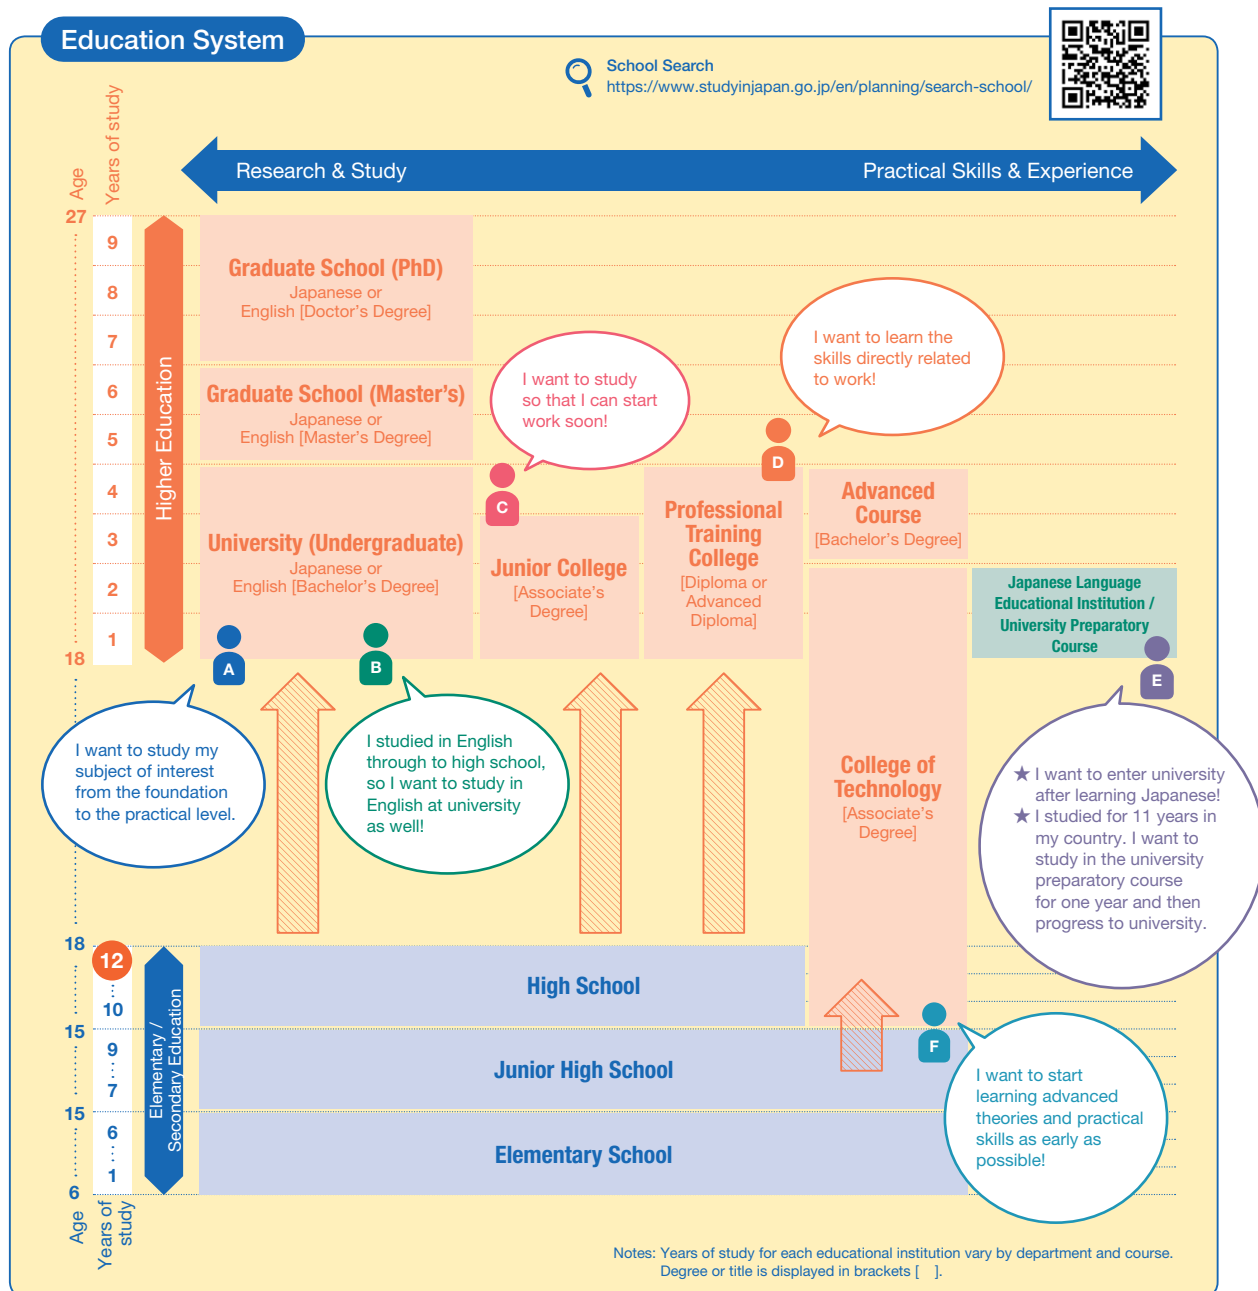 Education System
School Search
https://www.studyinjapan.go.jp/en/planning/search-school/
Age
Years of study
Research & Study
Practical Skills & Experience
27
9
8
7
6
5
4
3
2
1
18
Higher Education
Graduate School (PhD)
Japanese or
English [Doctor's Degree]
Graduate School (Master's)
Japanese or
English [Master's Degree]
University (Undergraduate)
Japanese or
English [Bachelor's Degree]
I want to study
so that I can start
work soon!
C
Junior College
[Associate's
Degree]
I want to learn the
skills directly related
to work!
D
Professional
Training
College
[Diploma or
Advanced
Diploma]
Advanced
Course
[Bachelor's Degree]
Japanese Language
Educational Institution /
University Preparatory
Course
A
B
E
I want to study my
subject of interest
from the foundation
to the practical level.
I studied in English
through to high school,
so I want to study in
English at university
as well!
College of
Technology
[Associate's
Degree]
★ I want to enter university
after learning Japanese!
★ I studied for 11 years in
my country. I want to
study in the university
preparatory course
for one year and then
progress to university.
18
12
10
15
9
7
15
6
1
6
Elementary /
Secondary Education
High School
Junior High School
Elementary School
F
I want to start
learning advanced
theories and practical
skills as early as
possible!
Age
Years of
study
Notes: Years of study for each educational institution vary by department and course.
Degree or title is displayed in brackets [ ].